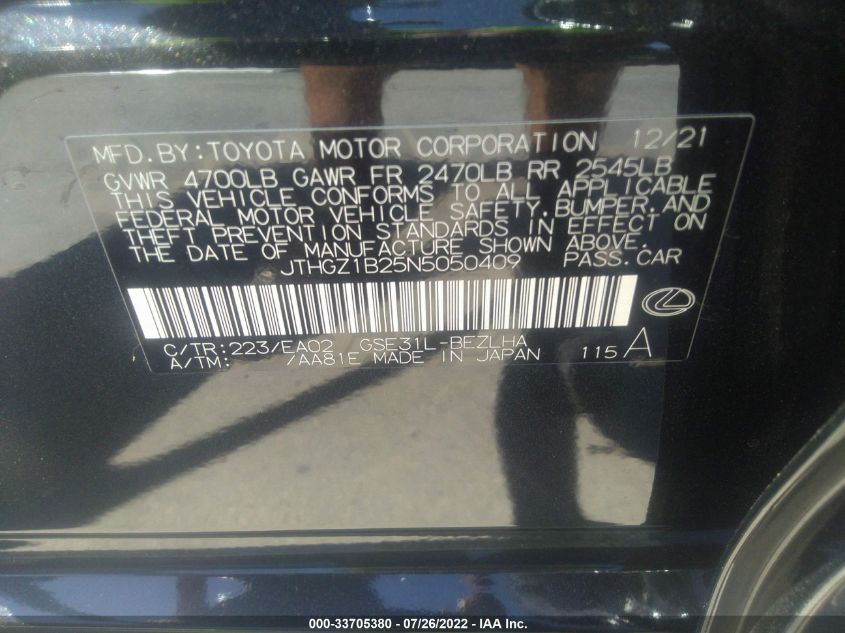 MFD.BY:TOYOTA MOTOR CORPORATION 12/21
GVWR 4700LB GAWR FR 2470LB RR 2545LB
THIS VEHICLE CONFORMS TO ALL APPLICABLE
FEDERAL MOTOR VEHICLE SAFETY,BUMPER,AND
THEFT PREVENTION STANDARDS IN EFFECT ON
THE DATE OF MANUFACTURE SHOWN ABOVE.
JTHGZ1B25N5050409 PASS.CAR
C/TR:223/EA02 GSE31L-BEZLHA
A/TM: /AA81E MADE IN JAPAN 115 A
000-33705380 - 07/26/2022 - IAA Inc.